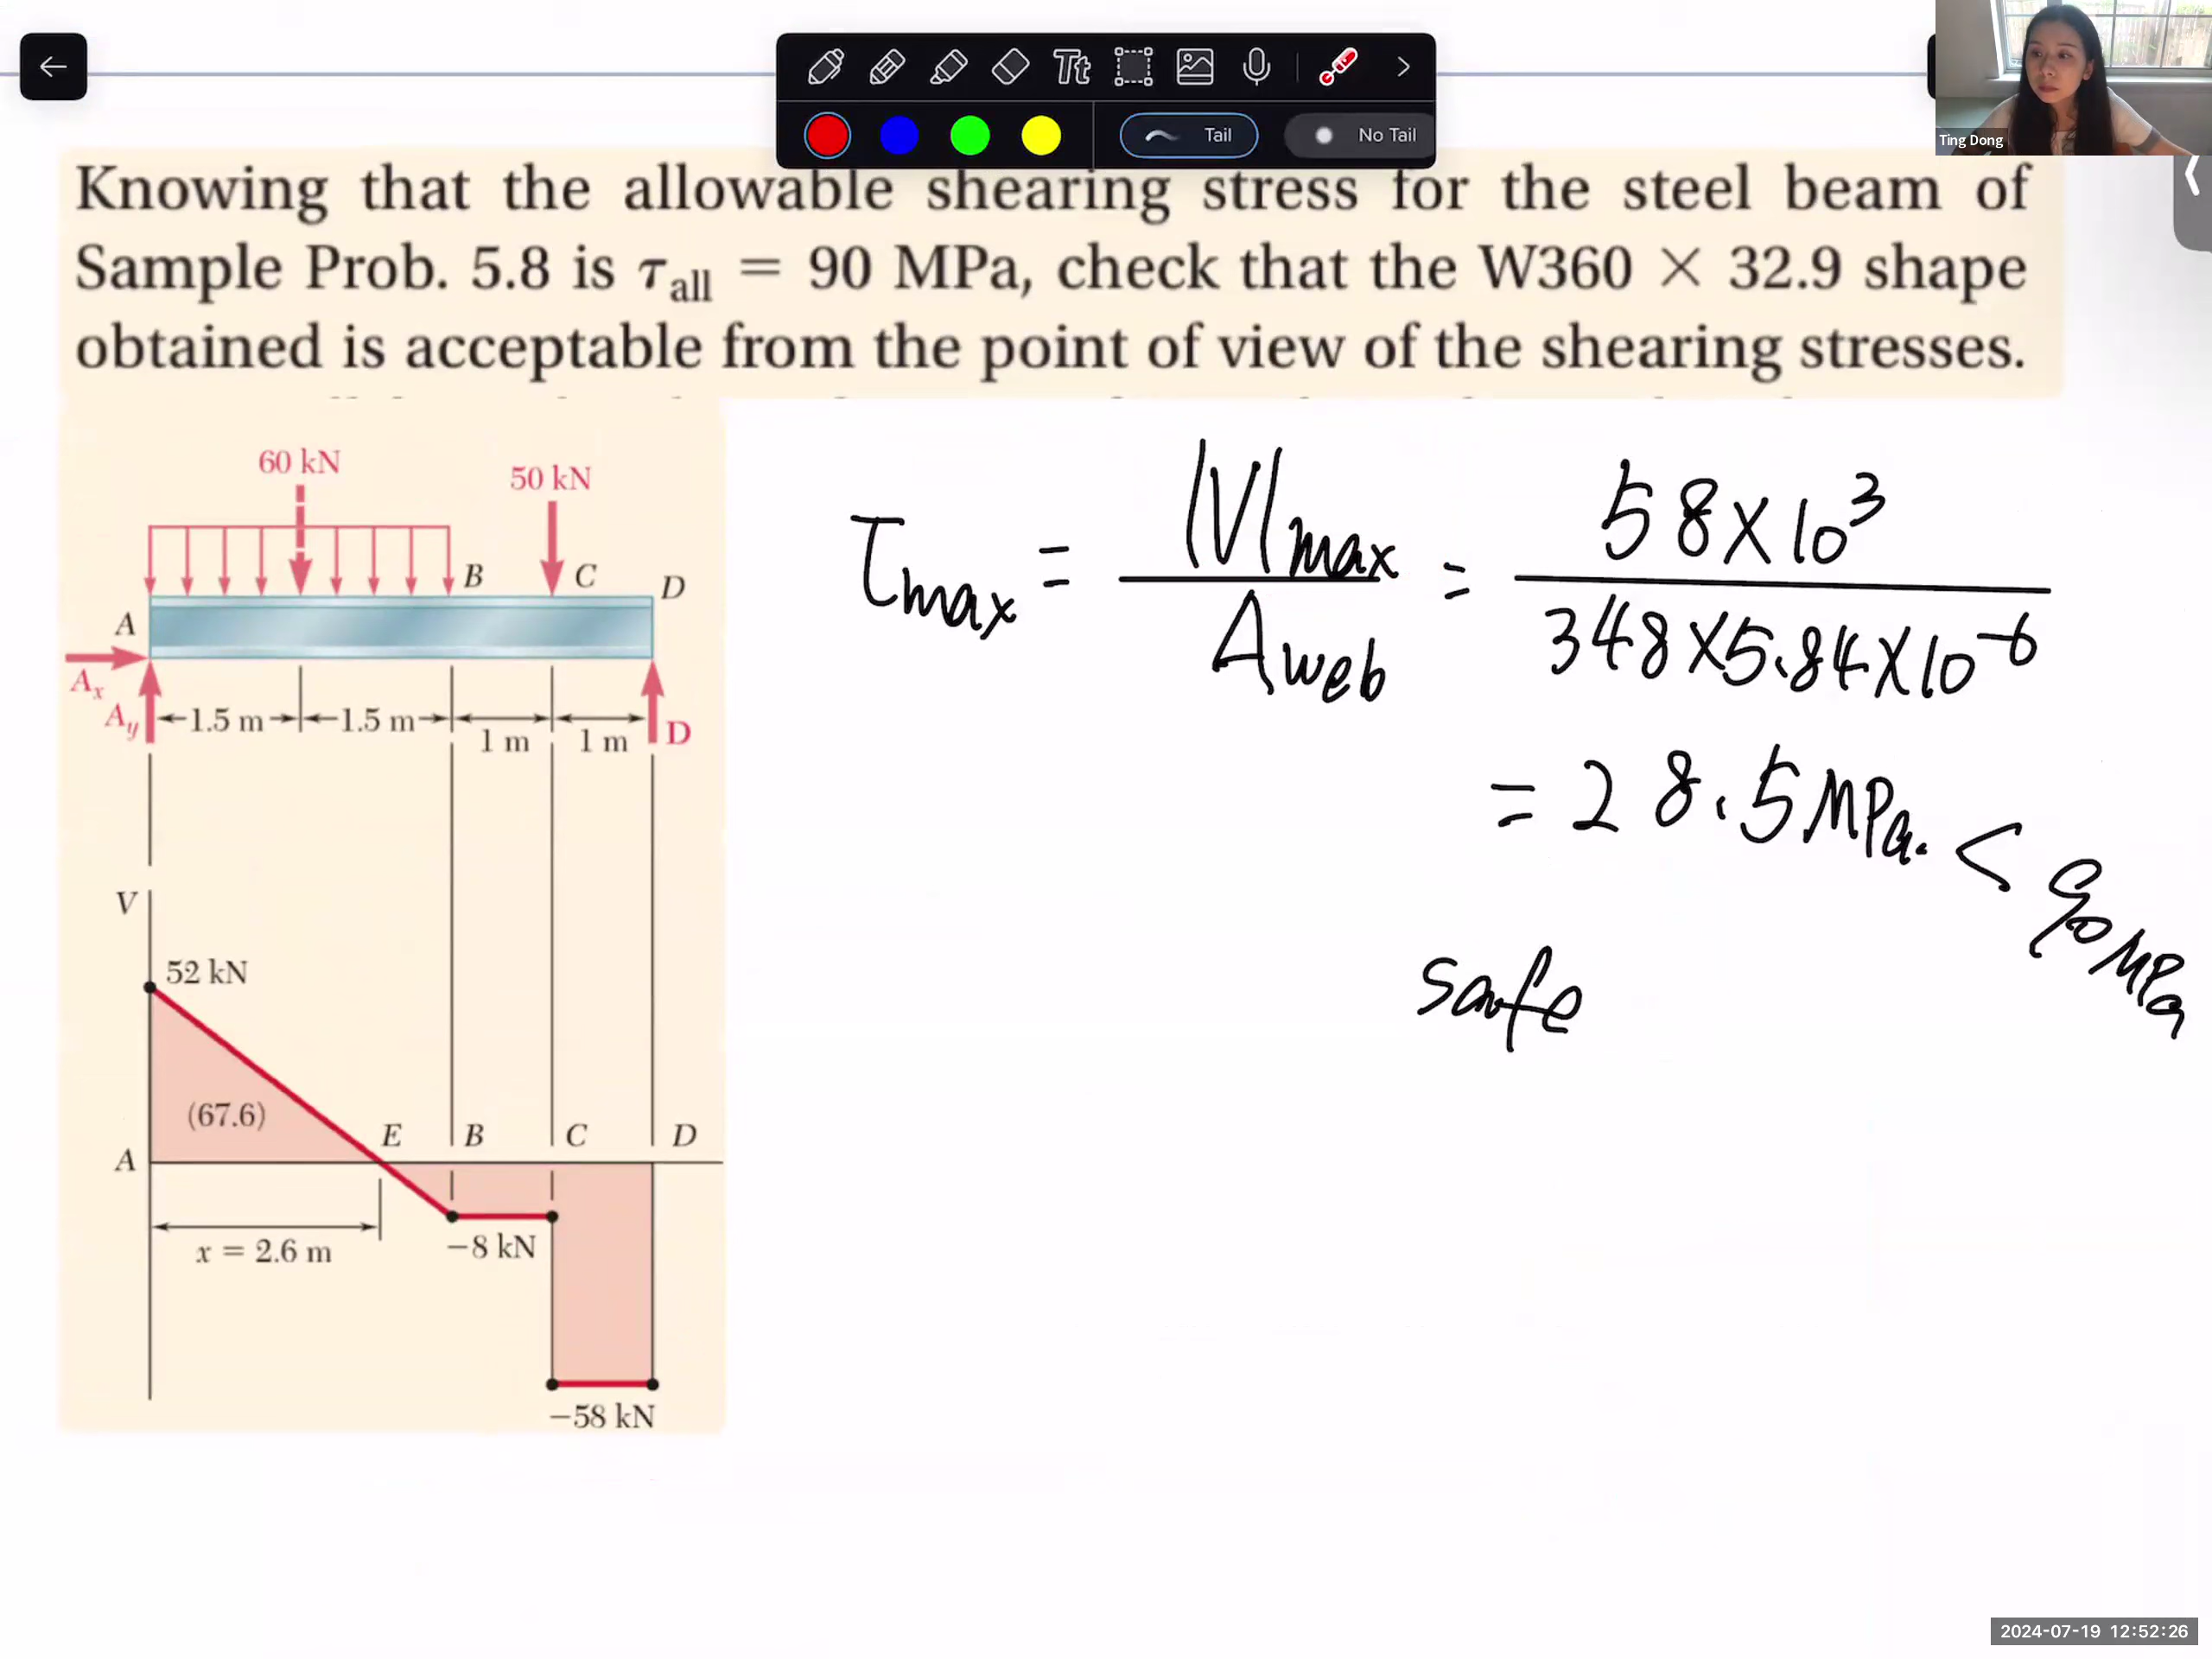 Tt
Tail
No Tail
Ting Dong
Knowing that the allowable shearing stress for the steel beam of
Sample Prob. 5.8 is τall = 90 MPa, check that the W360 × 32.9 shape
obtained is acceptable from the point of view of the shearing stresses.
60 kN
50 kN
B
C
D
A
Ax
Ay
1.5 m
1.5 m
1 m
1 m
D
V
52 kN
(67.6)
E
B
C
D
A
x = 2.6 m
−8 kN
−58 kN
τmax = |V|max / Aweb = 58×10³ / 348×5.84×10⁻⁶
= 28.5 MPa. < 90 MPa
safe
2024-07-19 12:52:26